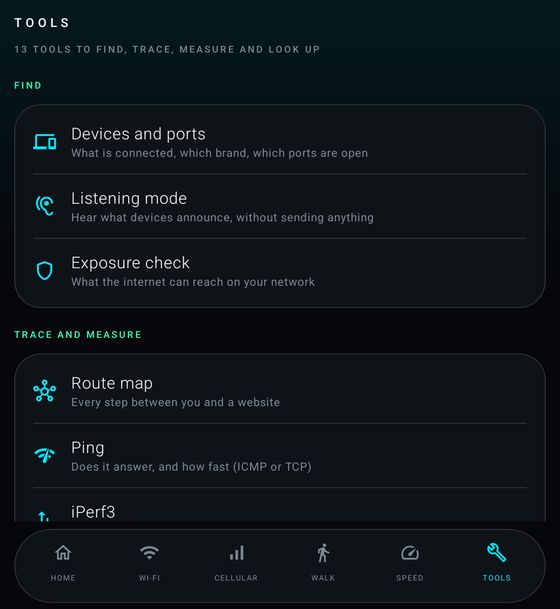 TOOLS
13 TOOLS TO FIND, TRACE, MEASURE AND LOOK UP
FIND
Devices and ports
What is connected, which brand, which ports are open
Listening mode
Hear what devices announce, without sending anything
Exposure check
What the internet can reach on your network
TRACE AND MEASURE
Route map
Every step between you and a website
Ping
Does it answer, and how fast (ICMP or TCP)
iPerf3
HOME WI-FI CELLULAR WALK SPEED TOOLS